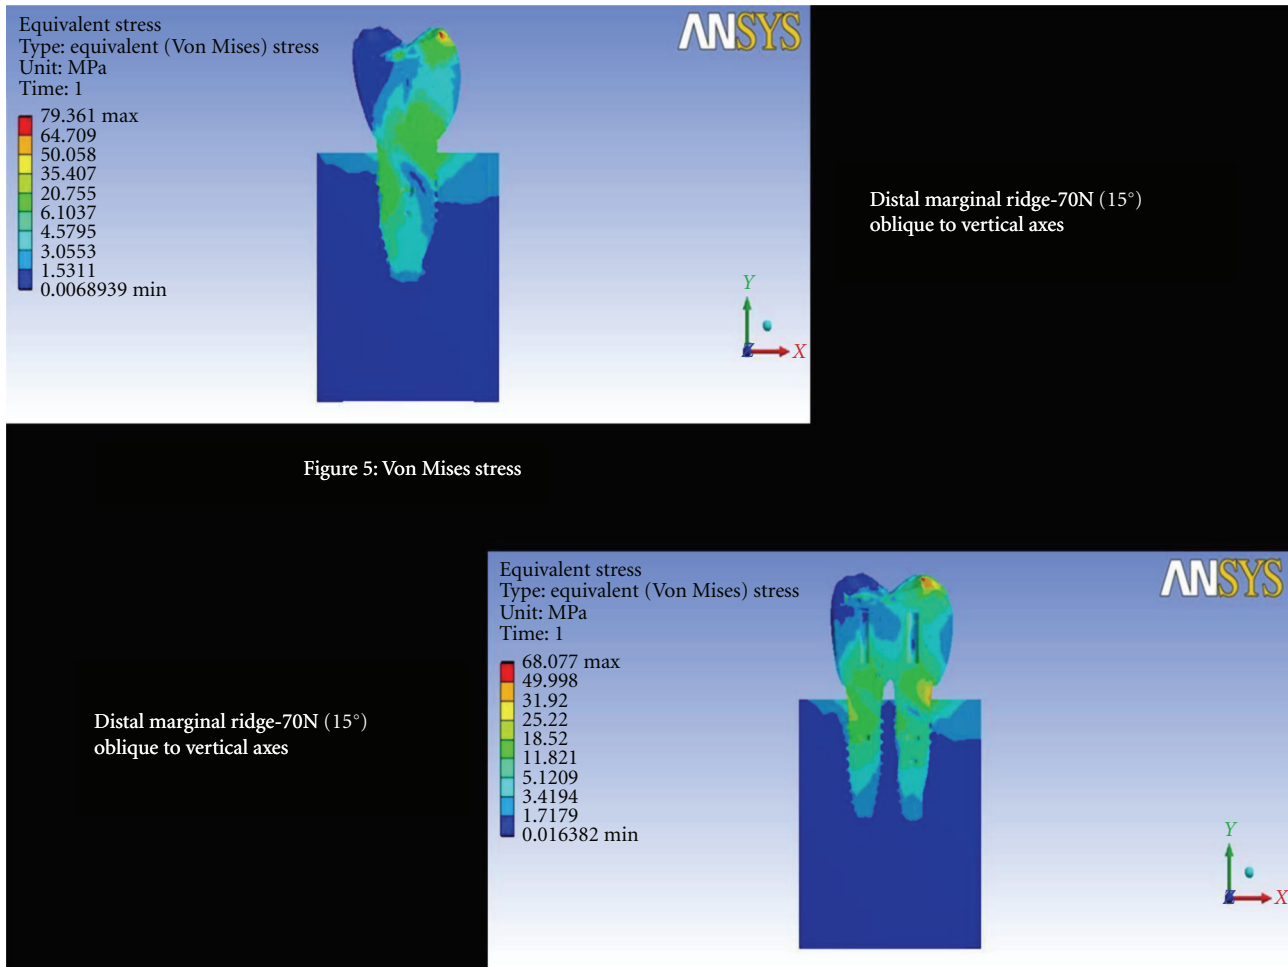 Equivalent stress
Type: equivalent (Von Mises) stress
Unit: MPa
Time: 1
79.361 max
64.709
50.058
35.407
20.755
6.1037
4.5795
3.0553
1.5311
0.0068939 min
ANSYS
Y
Z
X
Distal marginal ridge-70N (15°)
oblique to vertical axes
Figure 5: Von Mises stress
Distal marginal ridge-70N (15°)
oblique to vertical axes
Equivalent stress
Type: equivalent (Von Mises) stress
Unit: MPa
Time: 1
68.077 max
49.998
31.92
25.22
18.52
11.821
5.1209
3.4194
1.7179
0.016382 min
ANSYS
Y
Z
X